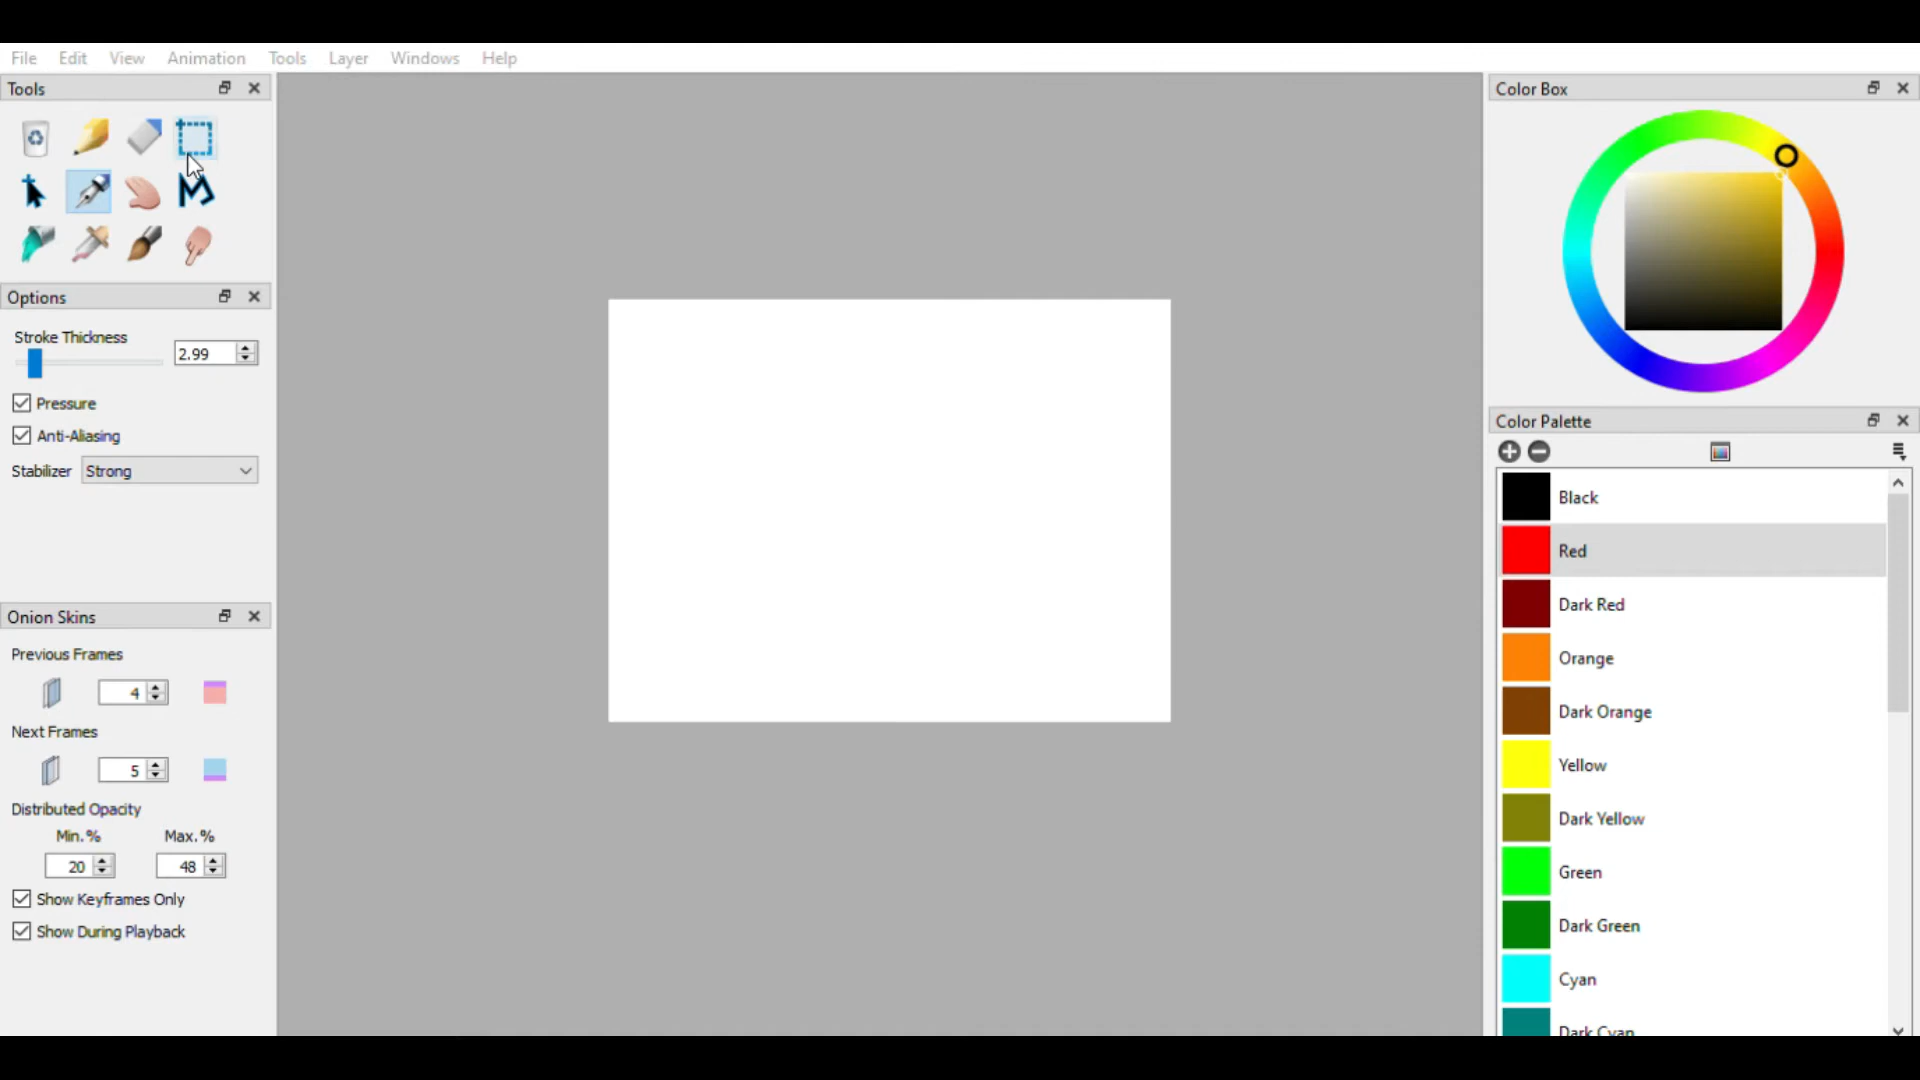 File Edit View Animation Tools Layer Windows Help
Tools
Color Box
Options
Stroke Thickness
2.99
Pressure
Anti-Aliasing
Stabilizer Strong
Color Palette
Black
Red
Dark Red
Orange
Dark Orange
Yellow
Dark Yellow
Green
Dark Green
Cyan
Dark Cyan
Onion Skins
Previous Frames
4
Next Frames
5
Distributed Opacity
Min.% Max.%
20 48
Show Keyframes Only
Show During Playback